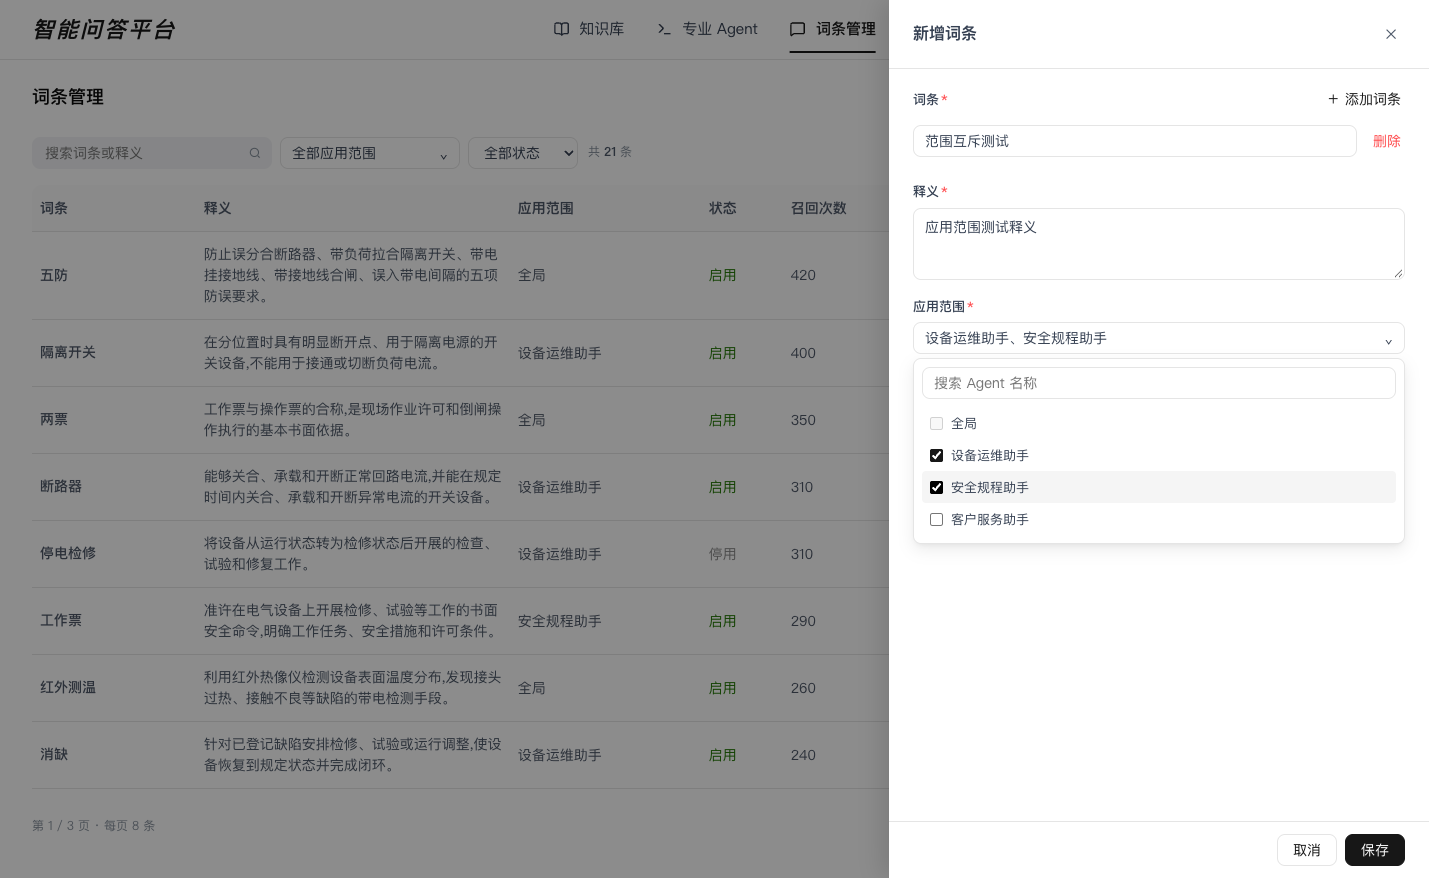 智能问答平台
知识库
专业 Agent
词条管理
词条管理
搜索词条或释义
全部应用范围
全部状态
共 21 条
词条 释义 应用范围 状态 召回次数
五防
防止误分合断路器、带负荷拉合隔离开关、带电
挂接地线、带接地线合闸、误入带电间隔的五项
防误要求。
全局
启用
420
隔离开关
在分位置时具有明显断开点、用于隔离电源的开
关设备,不能用于接通或切断负荷电流。
设备运维助手
启用
400
两票
工作票与操作票的合称,是现场作业许可和倒闸操
作执行的基本书面依据。
全局
启用
350
断路器
能够关合、承载和开断正常回路电流,并能在规定
时间内关合、承载和开断异常电流的开关设备。
设备运维助手
启用
310
停电检修
将设备从运行状态转为检修状态后开展的检查、
试验和修复工作。
设备运维助手
停用
310
工作票
准许在电气设备上开展检修、试验等工作的书面
安全命令,明确工作任务、安全措施和许可条件。
安全规程助手
启用
290
红外测温
利用红外热像仪检测设备表面温度分布,发现接头
过热、接触不良等缺陷的带电检测手段。
全局
启用
260
消缺
针对已登记缺陷安排检修、试验或运行调整,使设
备恢复到规定状态并完成闭环。
设备运维助手
启用
240
第 1 / 3 页 · 每页 8 条
新增词条
词条*
+ 添加词条
范围互斥测试
删除
释义*
应用范围测试释义
应用范围*
设备运维助手、安全规程助手
搜索 Agent 名称
全局
设备运维助手
安全规程助手
客户服务助手
取消
保存